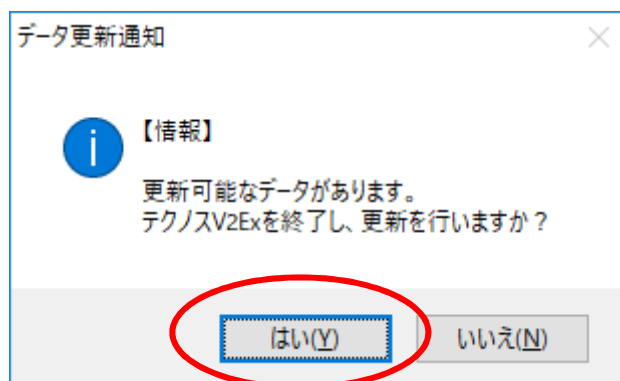 データ更新通知
【情報】
更新可能なデータがあります。
テクノスV2Exを終了し、更新を行いますか？
はい(Y)
いいえ(N)